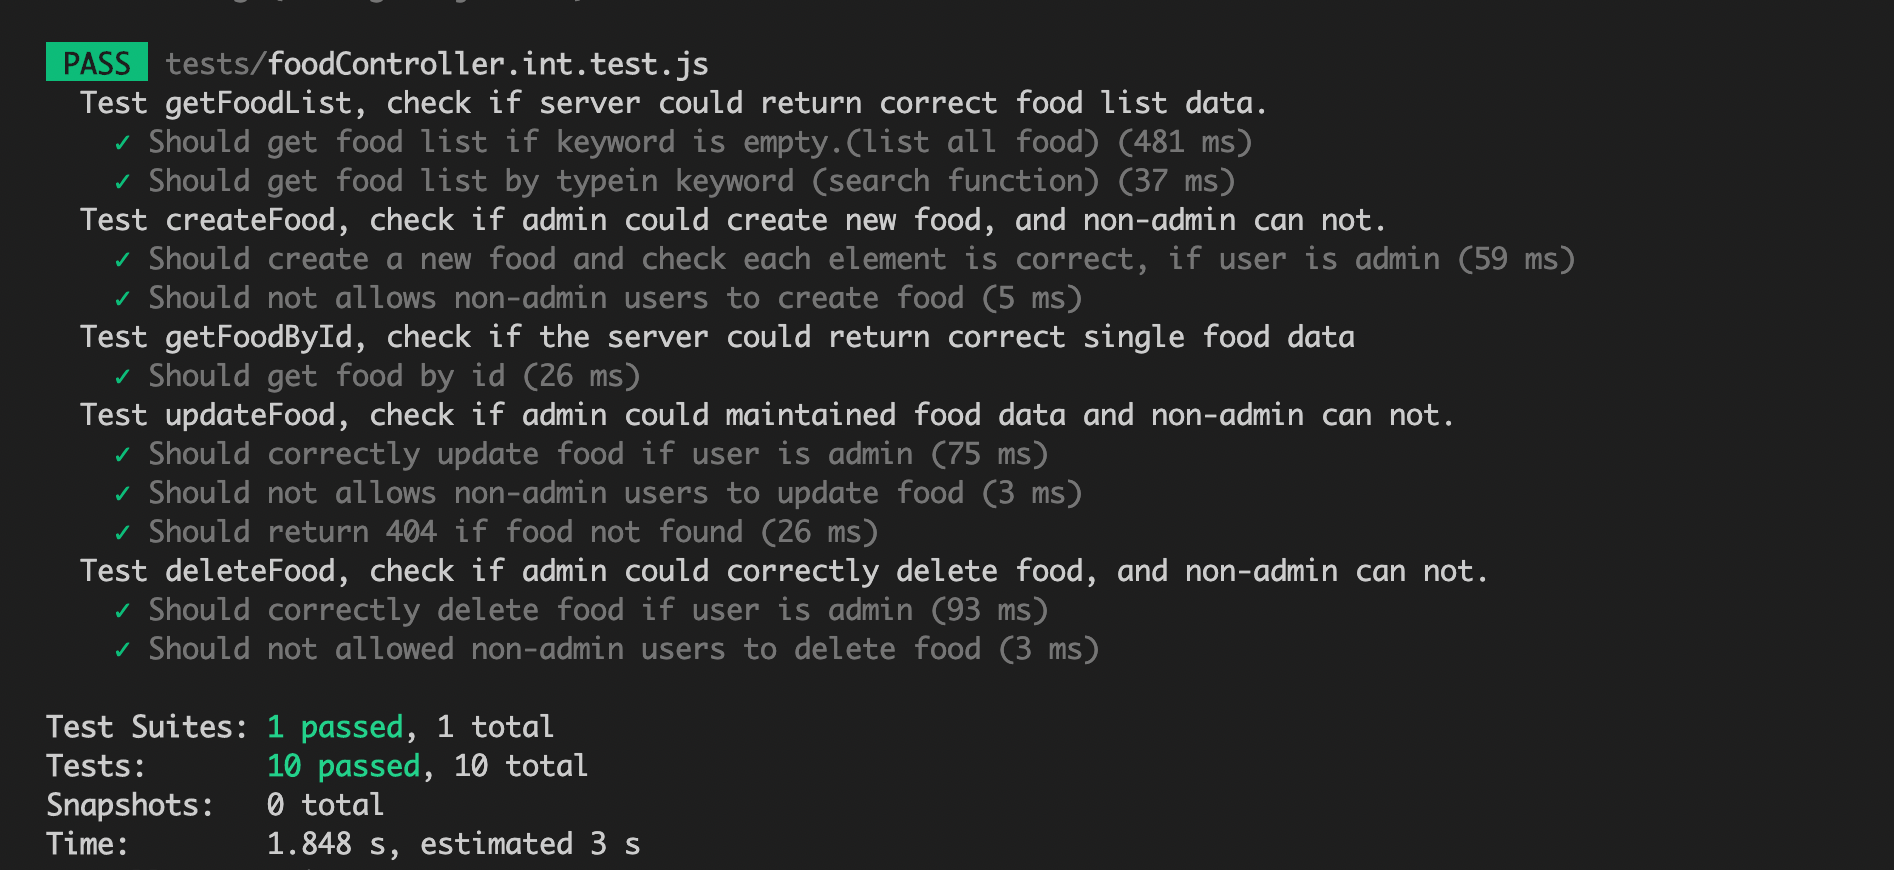 PASS tests/foodController.int.test.js
Test getFoodList, check if server could return correct food list data.
✓ Should get food list if keyword is empty.(list all food) (481 ms)
✓ Should get food list by typein keyword (search function) (37 ms)
Test createFood, check if admin could create new food, and non-admin can not.
✓ Should create a new food and check each element is correct, if user is admin (59 ms)
✓ Should not allows non-admin users to create food (5 ms)
Test getFoodById, check if the server could return correct single food data
✓ Should get food by id (26 ms)
Test updateFood, check if admin could maintained food data and non-admin can not.
✓ Should correctly update food if user is admin (75 ms)
✓ Should not allows non-admin users to update food (3 ms)
✓ Should return 404 if food not found (26 ms)
Test deleteFood, check if admin could correctly delete food, and non-admin can not.
✓ Should correctly delete food if user is admin (93 ms)
✓ Should not allowed non-admin users to delete food (3 ms)
Test Suites: 1 passed, 1 total
Tests: 10 passed, 10 total
Snapshots: 0 total
Time: 1.848 s, estimated 3 s